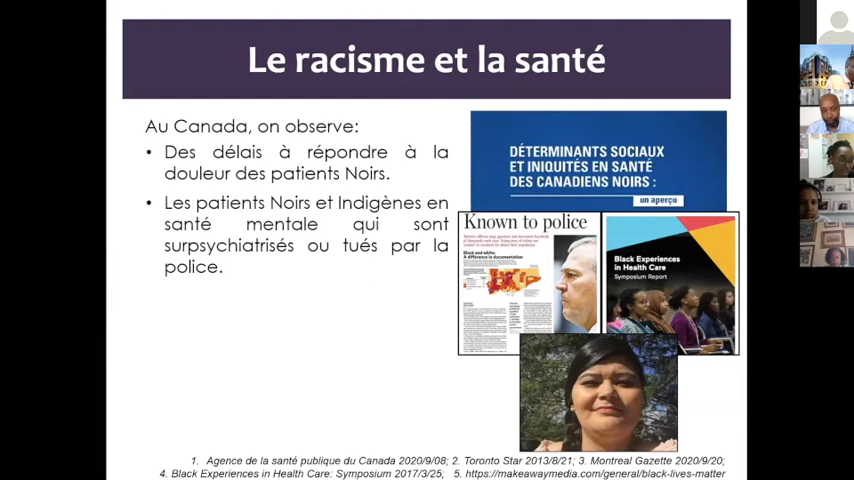 Le racisme et la santé
Au Canada, on observe:
• Des délais à répondre à la
douleur des patients Noirs.
• Les patients Noirs et Indigènes en
santé mentale qui sont
surpsychiatrisés ou tués par la
police.
DÉTERMINANTS SOCIAUX
ET INIQUITÉS EN SANTÉ
DES CANADIENS NOIRS :
un aperçu
Known to police
Black and white:
A difference in documentation
Black Experiences
in Health Care
Symposium Report
1. Agence de la santé publique du Canada 2020/9/08; 2. Toronto Star 2013/8/21; 3. Montreal Gazette 2020/9/20;
4. Black Experiences in Health Care: Symposium 2017/3/25; 5. https://makeawaymedia.com/general/black-lives-matter